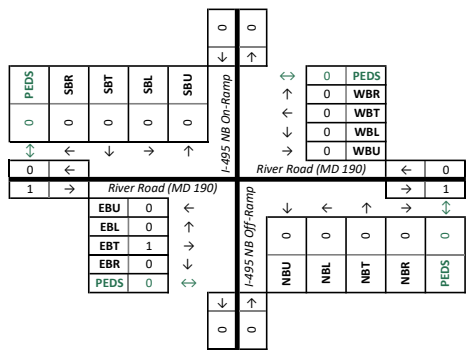 0 0
↓ ↑
PEDS SBR SBT SBL SBU
0 0 0 0 0
↕ ← ↓ → ↑
I-495 NB On-Ramp
↔ 0 PEDS
↑ 0 WBR
← 0 WBT
↓ 0 WBL
→ 0 WBU
0 ←
River Road (MD 190)
← 0
1 →
River Road (MD 190)
→ 1
EBU 0 ←
EBL 0 ↑
EBT 1 →
EBR 0 ↓
PEDS 0 ↔
I-495 NB Off-Ramp
↓ ← ↑ → ↕
0 0 0 0 0
NBU NBL NBT NBR PEDS
↓ ↑
0 0